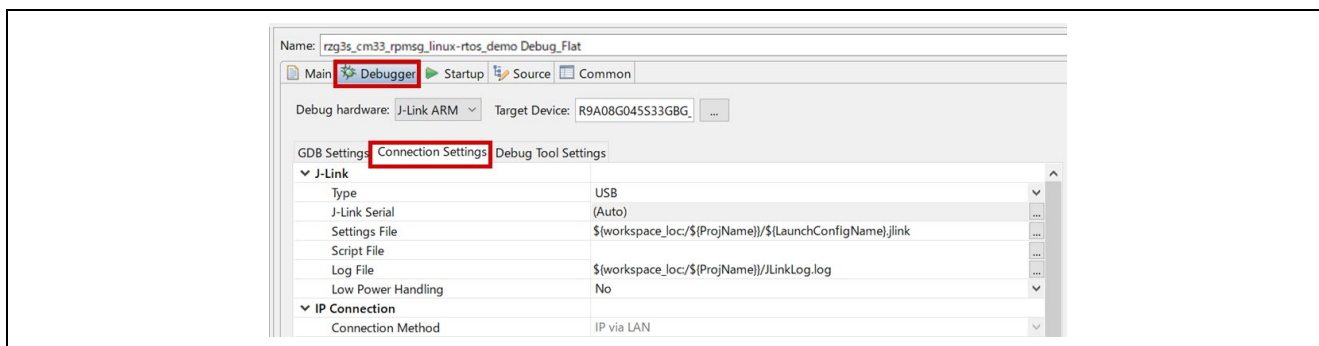 Name: rzg3s_cm33_rpmsg_linux-rtos_demo Debug_Flat
Main Debugger Startup Source Common
Debug hardware: J-Link ARM Target Device: R9A08G045S33GBG_ ...
GDB Settings Connection Settings Debug Tool Settings
J-Link
Type USB
J-Link Serial (Auto) ...
Settings File ${workspace_loc:/${ProjName}}/${LaunchConfigName}.jlink ...
Script File ...
Log File ${workspace_loc:/${ProjName}}/JLinkLog.log ...
Low Power Handling No
IP Connection
Connection Method IP via LAN